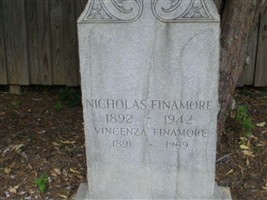 NICHOLAS FINAMORE
1892 - 1942
VINCENZA FINAMORE
1891 - 1969